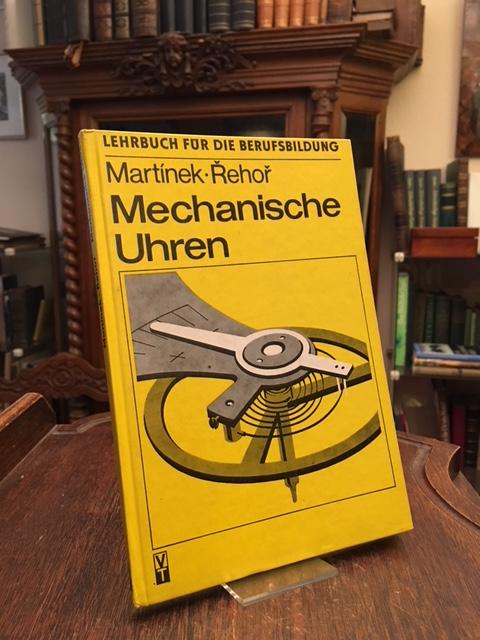 LEHRBUCH FÜR DIE BERUFSBILDUNG
Martínek · Řehoř
Mechanische
Uhren
VT